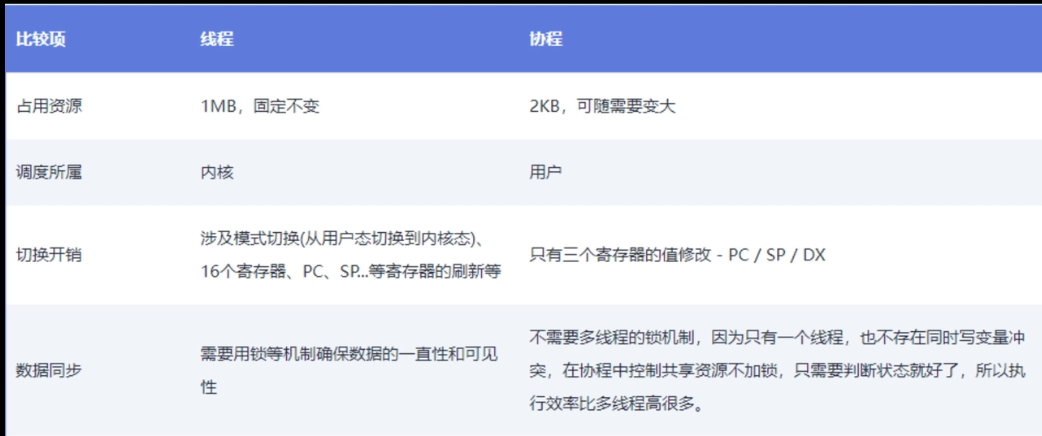 比较项 线程 协程
占用资源 1MB，固定不变 2KB，可随需要变大
调度所属 内核 用户
切换开销
涉及模式切换(从用户态切换到内核态)、
16个寄存器、PC、SP...等寄存器的刷新等
只有三个寄存器的值修改 - PC / SP / DX
数据同步
需要用锁等机制确保数据的一直性和可见
性
不需要多线程的锁机制，因为只有一个线程，也不存在同时写变量冲
突，在协程中控制共享资源不加锁，只需要判断状态就好了，所以执
行效率比多线程高很多。